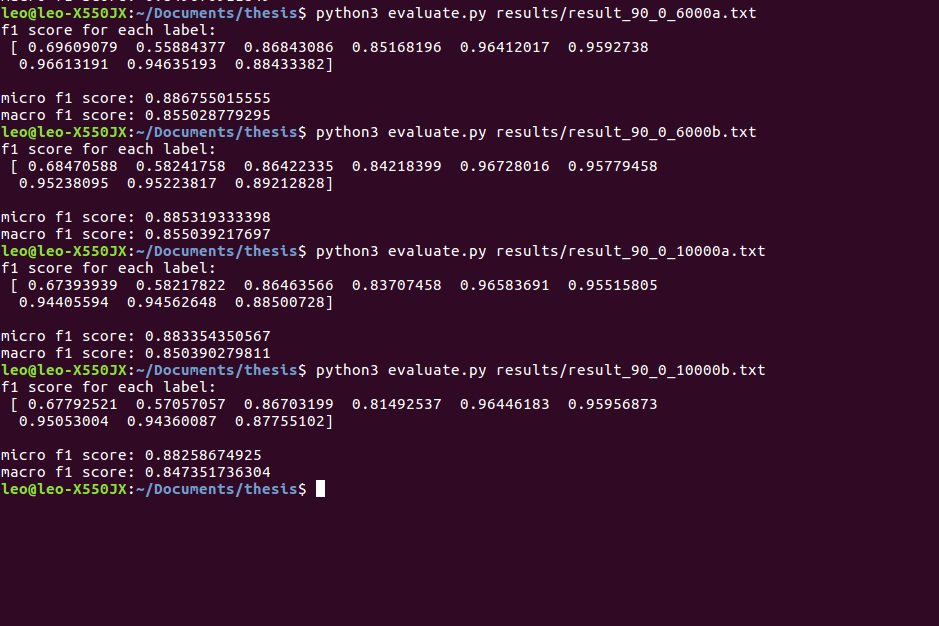 leo@leo-X550JX:~/Documents/thesis$ python3 evaluate.py results/result_90_0_6000a.txt
f1 score for each label:
[ 0.69609079 0.55884377 0.86843086 0.85168196 0.96412017 0.9592738
0.96613191 0.94635193 0.88433382]
micro f1 score: 0.886755015555
macro f1 score: 0.855028779295
leo@leo-X550JX:~/Documents/thesis$ python3 evaluate.py results/result_90_0_6000b.txt
f1 score for each label:
[ 0.68470588 0.58241758 0.86422335 0.84218399 0.96728016 0.95779458
0.95238095 0.95223817 0.89212828]
micro f1 score: 0.885319333398
macro f1 score: 0.855039217697
leo@leo-X550JX:~/Documents/thesis$ python3 evaluate.py results/result_90_0_10000a.txt
f1 score for each label:
[ 0.67393939 0.58217822 0.86463566 0.83707458 0.96583691 0.95515805
0.94405594 0.94562648 0.88500728]
micro f1 score: 0.883354350567
macro f1 score: 0.850390279811
leo@leo-X550JX:~/Documents/thesis$ python3 evaluate.py results/result_90_0_10000b.txt
f1 score for each label:
[ 0.67792521 0.57057057 0.86703199 0.81492537 0.96446183 0.95956873
0.95053004 0.94360087 0.87755102]
micro f1 score: 0.88258674925
macro f1 score: 0.847351736304
leo@leo-X550JX:~/Documents/thesis$